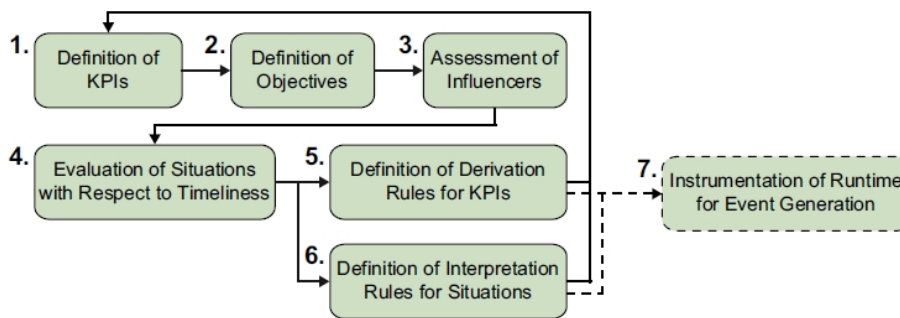 1.
Definition of
KPIs
2.
Definition of
Objectives
3.
Assessment of
Influencers
4.
Evaluation of Situations
with Respect to Timeliness
5.
Definition of Derivation
Rules for KPIs
6.
Definition of Interpretation
Rules for Situations
7.
Instrumentation of Runtime
for Event Generation